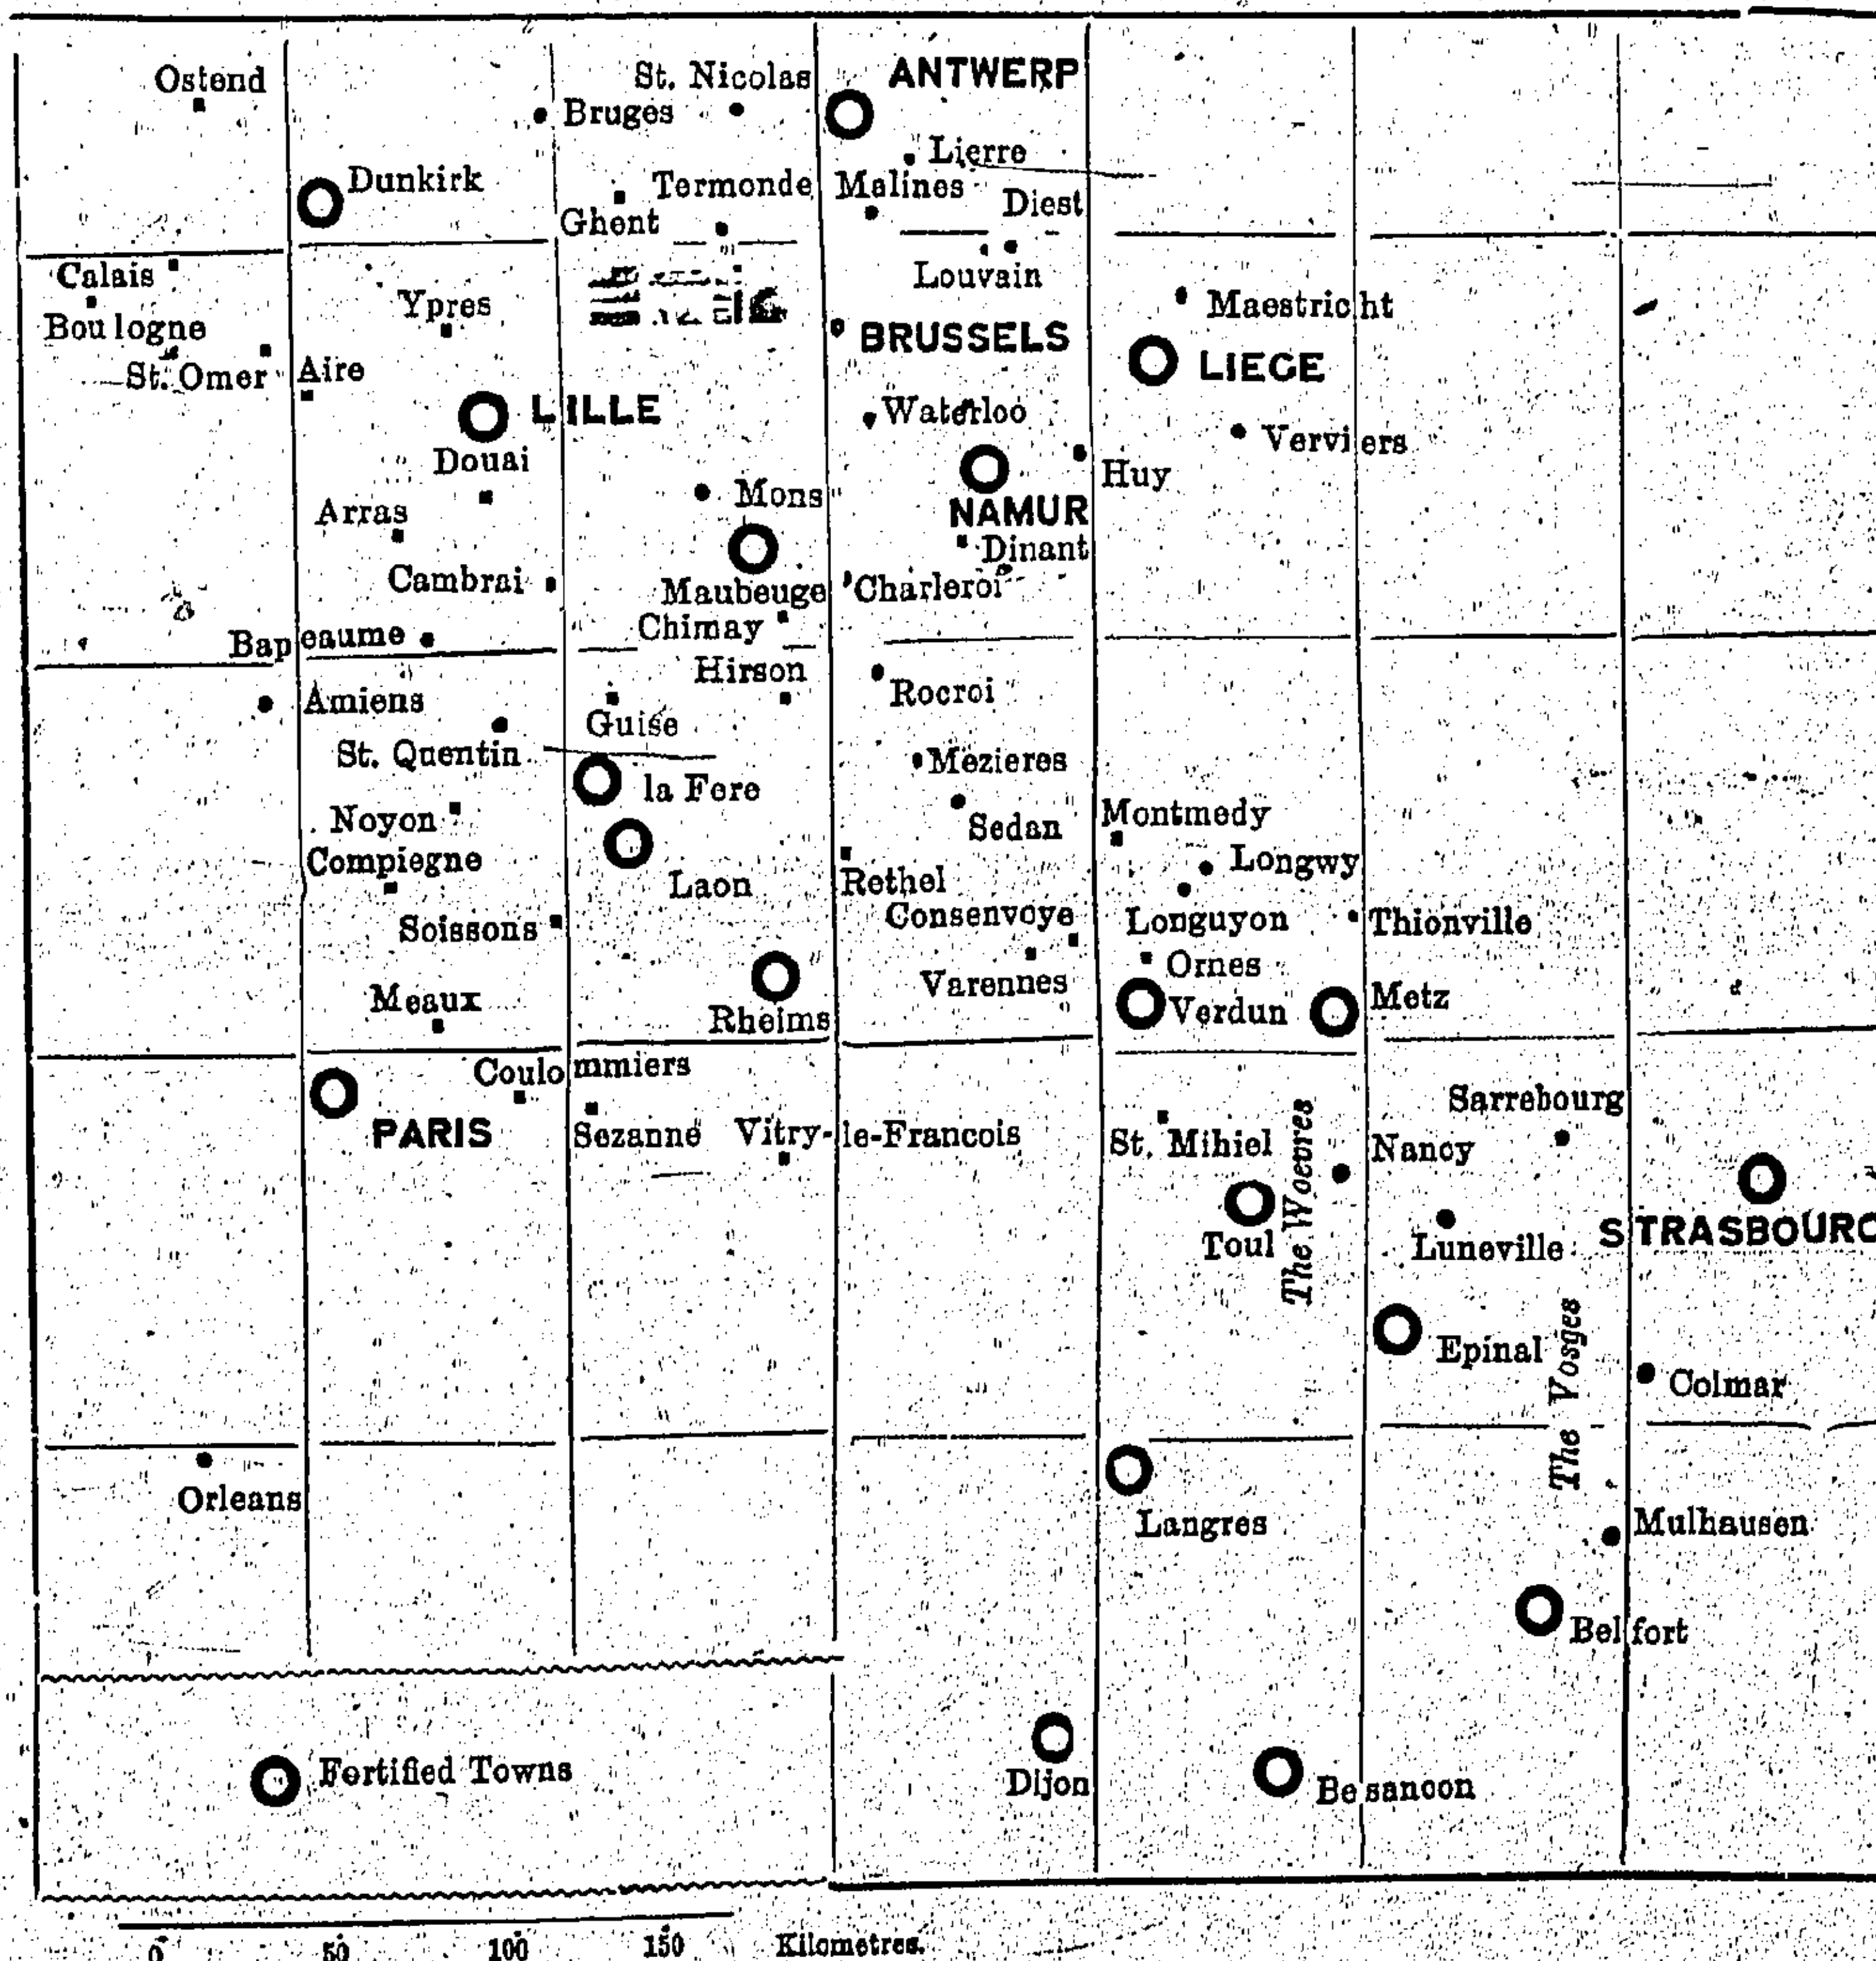 Ostend
St. Nicolas
ANTWERP
Bruges
Lierre
Dunkirk
Termonde
Malines
Diest
Ghent
Calais
Louvain
Ypres
Maestricht
Boulogne
BRUSSELS
St. Omer
Aire
LIEGE
LILLE
Waterloo
Verviers
Douai
Huy
Mons
Arras
NAMUR
Dinant
Cambrai
Maubeuge
Charleroi
Chimay
Bapeaume
Hirson
Rocroi
Amiens
Guise
St. Quentin
Mezieres
la Fere
Noyon
Sedan
Montmedy
Compiegne
Longwy
Laon
Rethel
Consenvoye
Soissons
Longuyon
Thionville
Ornes
Varennes
Meaux
Metz
Rheims
Verdun
Coulommiers
Sarrebourg
PARIS
Sezanne
Vitry-le-Francois
St. Mihiel
The Woevres
Nancy
Toul
Luneville
STRASBOURG
Epinal
The Vosges
Colmar
Orleans
Langres
Mulhausen
Belfort
Fortified Towns
Dijon
Besancon
0 50 100 150 Kilometres.